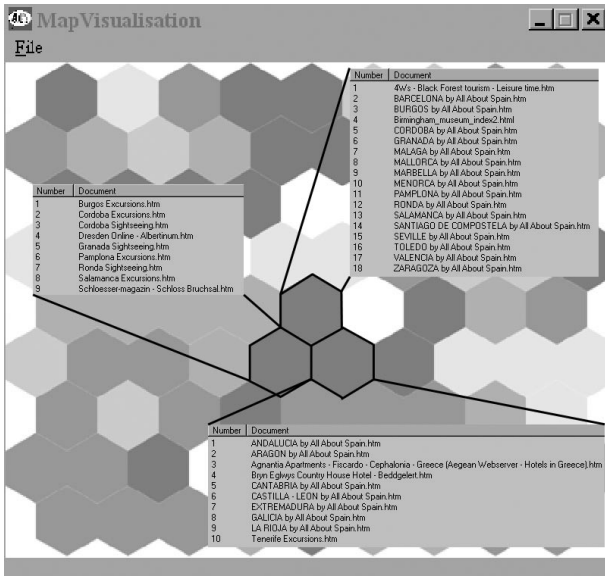 MapVisualisation
File
Number Document
1 4Ws - Black Forest tourism - Leisure time.htm
2 BARCELONA by All About Spain.htm
3 BURGOS by All About Spain.htm
4 Birmingham_museum_index2.html
5 CORDOBA by All About Spain.htm
6 GRANADA by All About Spain.htm
7 MALAGA by All About Spain.htm
8 MALLORCA by All About Spain.htm
9 MARBELLA by All About Spain.htm
10 MENORCA by All About Spain.htm
11 PAMPLONA by All About Spain.htm
12 RONDA by All About Spain.htm
13 SALAMANCA by All About Spain.htm
14 SANTIAGO DE COMPOSTELA by All About Spain.htm
15 SEVILLE by All About Spain.htm
16 TOLEDO by All About Spain.htm
17 VALENCIA by All About Spain.htm
18 ZARAGOZA by All About Spain.htm
Number Document
1 Burgos Excursions.htm
2 Cordoba Excursions.htm
3 Cordoba Sightseeing.htm
4 Dresden Online - Albertinum.htm
5 Granada Sightseeing.htm
6 Pamplona Excursions.htm
7 Ronda Sightseeing.htm
8 Salamanca Excursions.htm
9 Schloesser-magazin - Schloss Bruchsal.htm
Number Document
1 ANDALUCIA by All About Spain.htm
2 ARAGON by All About Spain.htm
3 Agnantia Apartments - Fiscardo - Cephalonia - Greece (Aegean Webserver - Hotels in Greece).htm
4 Bryn Eglwys Country House Hotel - Beddgelert.htm
5 CANTABRIA by All About Spain.htm
6 CASTILLA - LEON by All About Spain.htm
7 EXTREMADURA by All About Spain.htm
8 GALICIA by All About Spain.htm
9 LA RIOJA by All About Spain.htm
10 Tenerife Excursions.htm